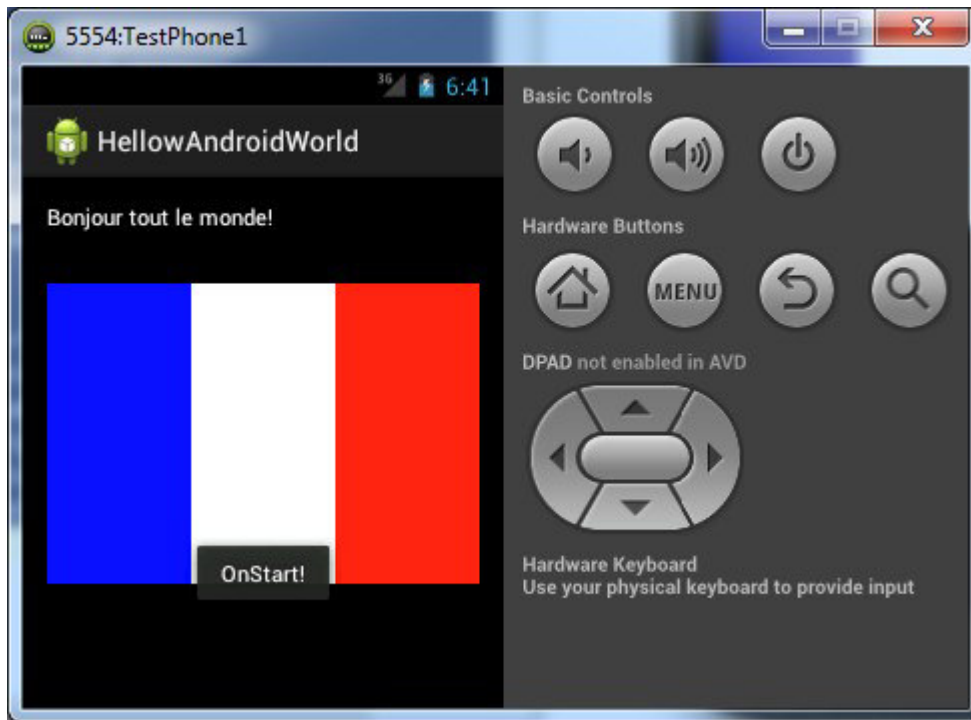 5554:TestPhone1
3G 6:41
HellowAndroidWorld
Bonjour tout le monde!
OnStart!
Basic Controls
Hardware Buttons
MENU
DPAD not enabled in AVD
Hardware Keyboard
Use your physical keyboard to provide input